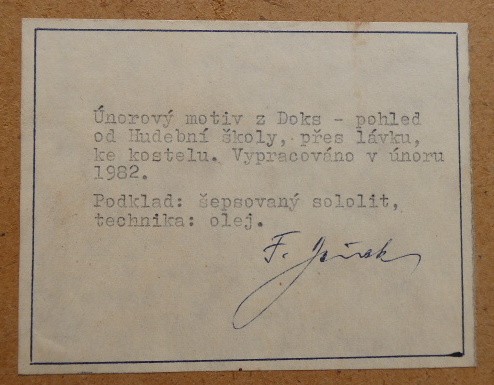 Únorový motiv z Doks - pohled
od Hudební školy, přes lávku,
ke kostelu. Vypracováno v únoru
1982.
Podklad: šepsovaný sololit,
technika: olej.
F.